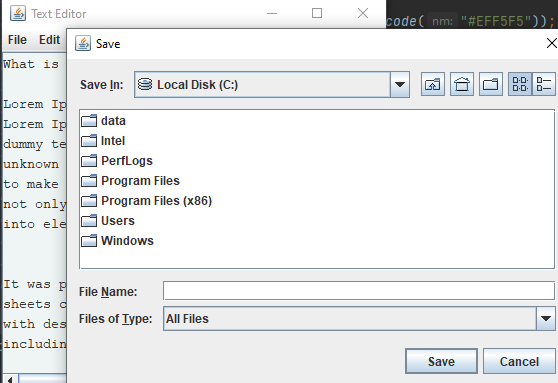 Text Editor
code( nm: "#EFF5F5"));
File Edit
Save
What is
Save In: Local Disk (C:)
Lorem Ip
Lorem Ip
dummy te
unknown
to make
not only
into ele
data
Intel
PerfLogs
Program Files
Program Files (x86)
Users
Windows
It was p
sheets c
with des
includin
File Name:
Files of Type: All Files
Save Cancel